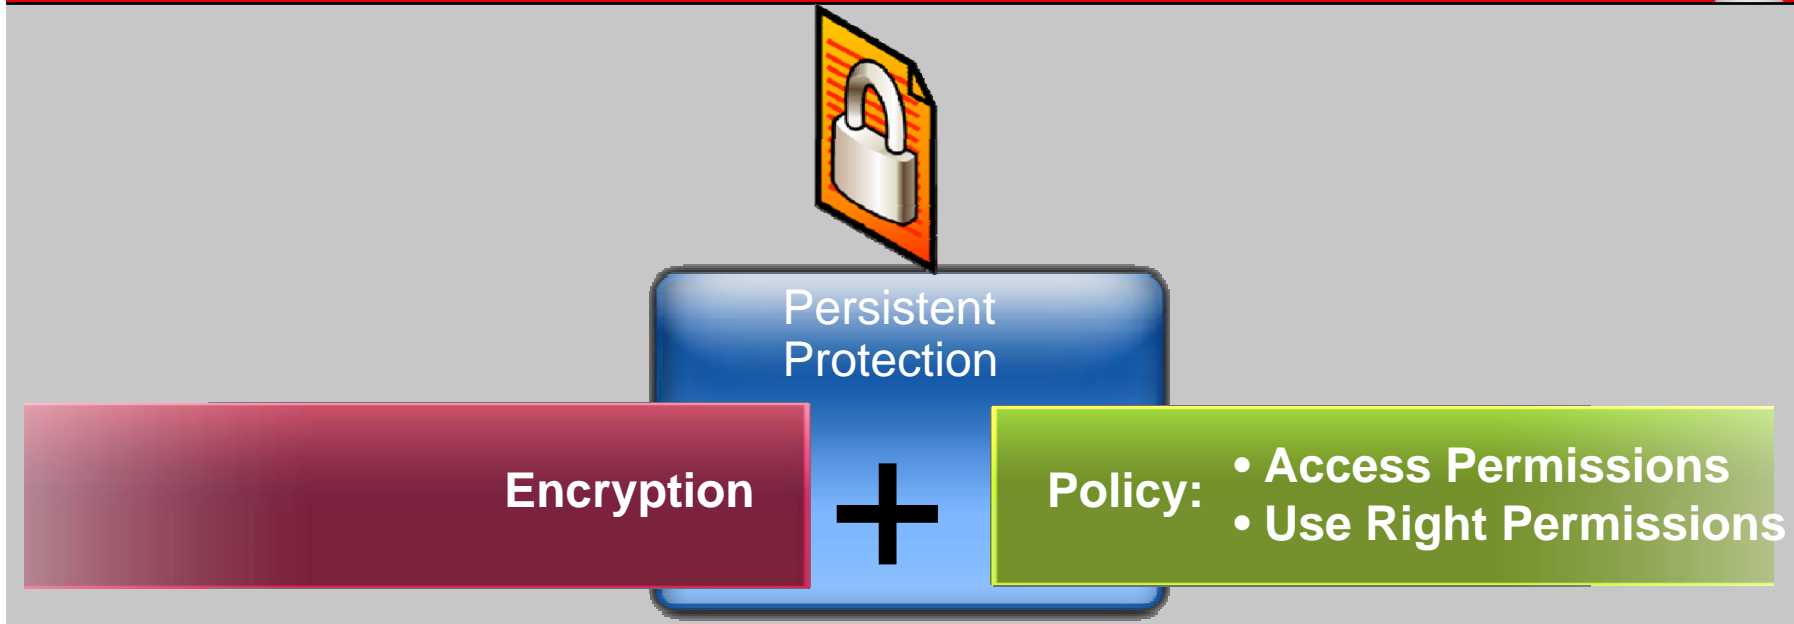 Persistent
Protection
Encryption
+
Policy:
• Access Permissions
• Use Right Permissions